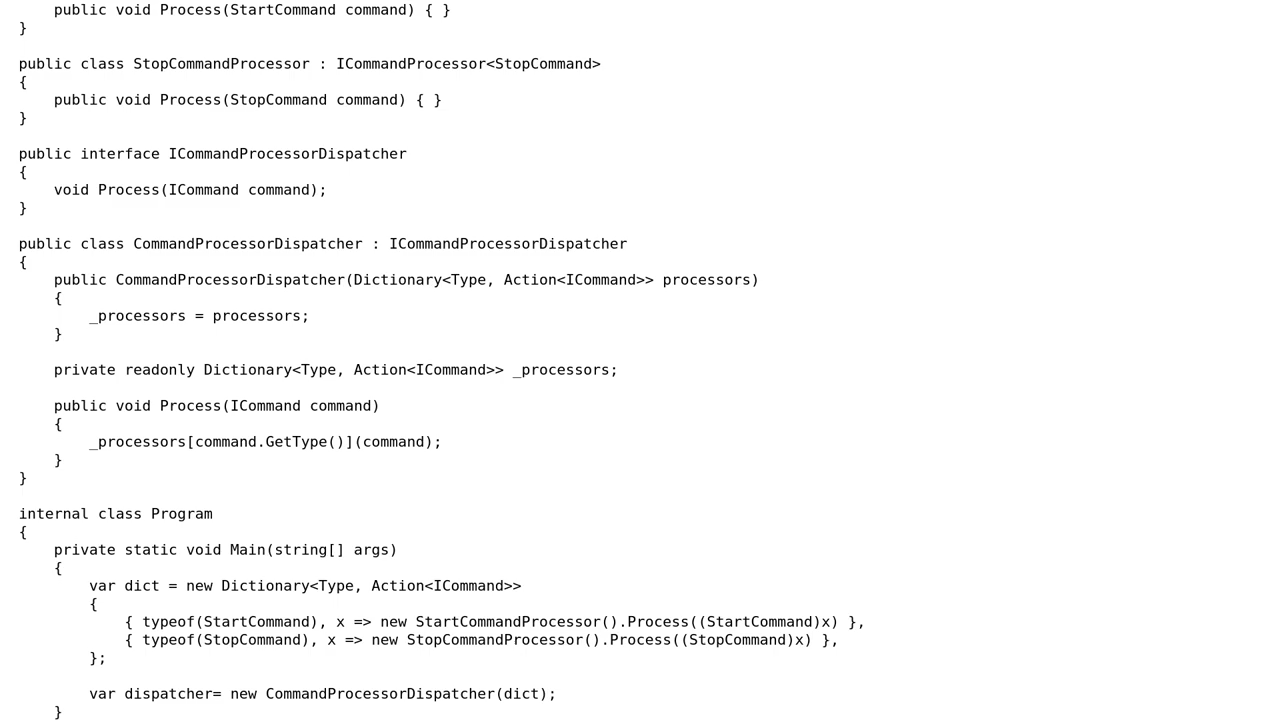 public void Process(StartCommand command) { }
}

public class StopCommandProcessor : ICommandProcessor<StopCommand>
{
    public void Process(StopCommand command) { }
}

public interface ICommandProcessorDispatcher
{
    void Process(ICommand command);
}

public class CommandProcessorDispatcher : ICommandProcessorDispatcher
{
    public CommandProcessorDispatcher(Dictionary<Type, Action<ICommand>> processors)
    {
        _processors = processors;
    }

    private readonly Dictionary<Type, Action<ICommand>> _processors;

    public void Process(ICommand command)
    {
        _processors[command.GetType()](command);
    }
}

internal class Program
{
    private static void Main(string[] args)
    {
        var dict = new Dictionary<Type, Action<ICommand>>
        {
            { typeof(StartCommand), x => new StartCommandProcessor().Process((StartCommand)x) },
            { typeof(StopCommand), x => new StopCommandProcessor().Process((StopCommand)x) },
        };

        var dispatcher= new CommandProcessorDispatcher(dict);
    }